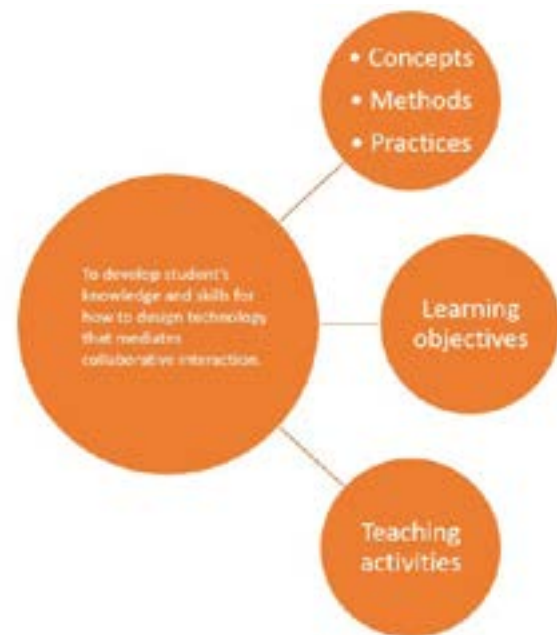 • Concepts
• Methods
• Practices
To develop student's
knowledge and skills for
how to design technology
that mediates
collaborative interaction.
Learning
objectives
Teaching
activities